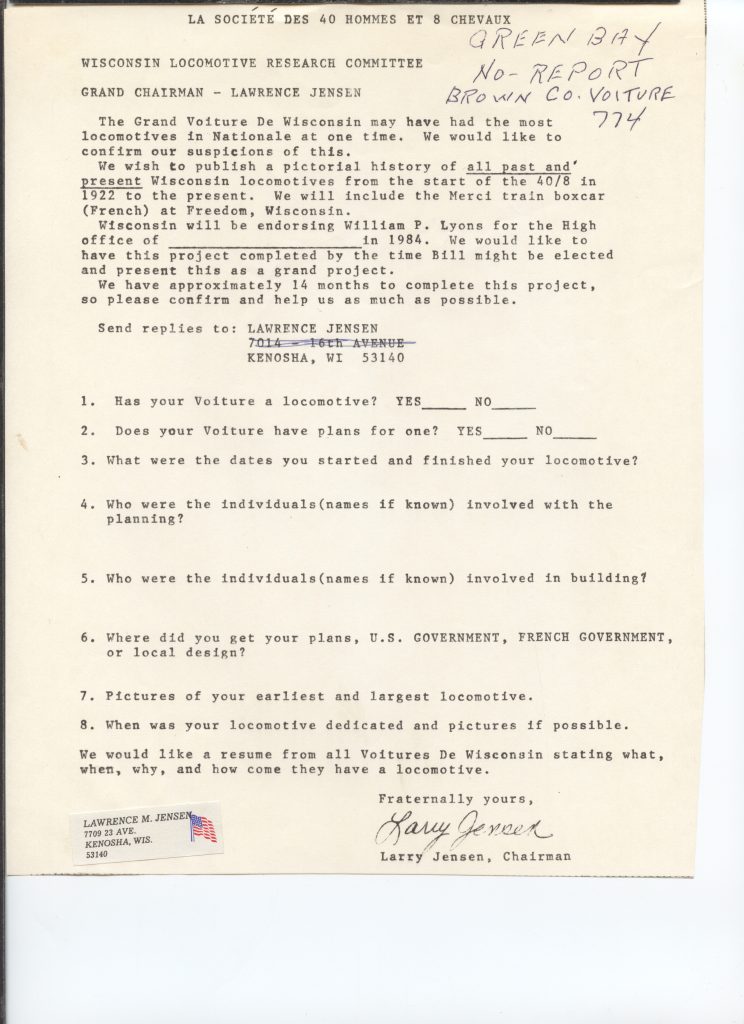 LA SOCIÉTÉ DES 40 HOMMES ET 8 CHEVAUX
GREEN BAY
NO-REPORT
BROWN CO. VOITURE
774
WISCONSIN LOCOMOTIVE RESEARCH COMMITTEE
GRAND CHAIRMAN - LAWRENCE JENSEN
The Grand Voiture De Wisconsin may have had the most
locomotives in Nationale at one time. We would like to
confirm our suspicions of this.
We wish to publish a pictorial history of all past and
present Wisconsin locomotives from the start of the 40/8 in
1922 to the present. We will include the Merci train boxcar
(French) at Freedom, Wisconsin.
Wisconsin will be endorsing William P. Lyons for the High
office of ____________________in 1984. We would like to
have this project completed by the time Bill might be elected
and present this as a grand project.
We have approximately 14 months to complete this project,
so please confirm and help us as much as possible.
Send replies to: LAWRENCE JENSEN
7014 - 16th AVENUE
KENOSHA, WI 53140
1. Has your Voiture a locomotive? YES_____ NO_____
2. Does your Voiture have plans for one? YES_____ NO_____
3. What were the dates you started and finished your locomotive?
4. Who were the individuals(names if known) involved with the
planning?
5. Who were the individuals(names if known) involved in building?
6. Where did you get your plans, U.S. GOVERNMENT, FRENCH GOVERNMENT,
or local design?
7. Pictures of your earliest and largest locomotive.
8. When was your locomotive dedicated and pictures if possible.
We would like a resume from all Voitures De Wisconsin stating what,
when, why, and how come they have a locomotive.
Fraternally yours,
Larry Jensen
Larry Jensen, Chairman
LAWRENCE M. JENSEN
7709 23 AVE.
KENOSHA, WIS.
53140